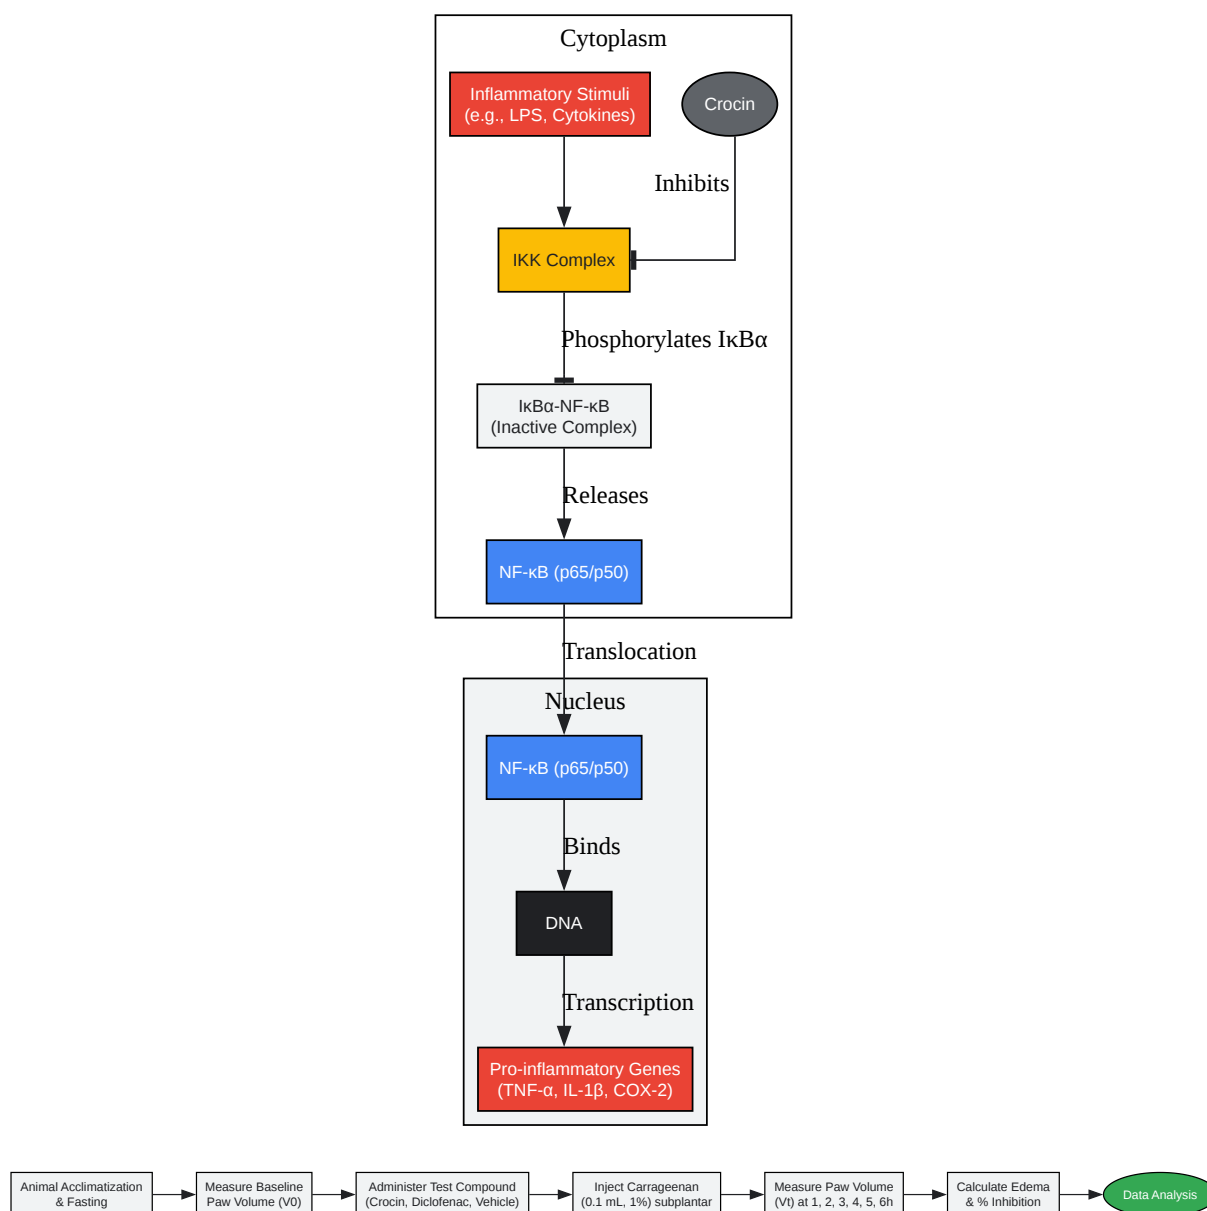 Cytoplasm
Inflammatory Stimuli
(e.g., LPS, Cytokines)
Crocin
Inhibits
IKK Complex
Phosphorylates IκBα
IκBα-NF-κB
(Inactive Complex)
Releases
NF-κB (p65/p50)
Translocation
Nucleus
NF-κB (p65/p50)
Binds
DNA
Transcription
Pro-inflammatory Genes
(TNF-α, IL-1β, COX-2)
Animal Acclimatization
& Fasting
Measure Baseline
Paw Volume (V0)
Administer Test Compound
(Crocin, Diclofenac, Vehicle)
Inject Carrageenan
(0.1 mL, 1%) subplantar
Measure Paw Volume
(Vt) at 1, 2, 3, 4, 5, 6h
Calculate Edema
& % Inhibition
Data Analysis